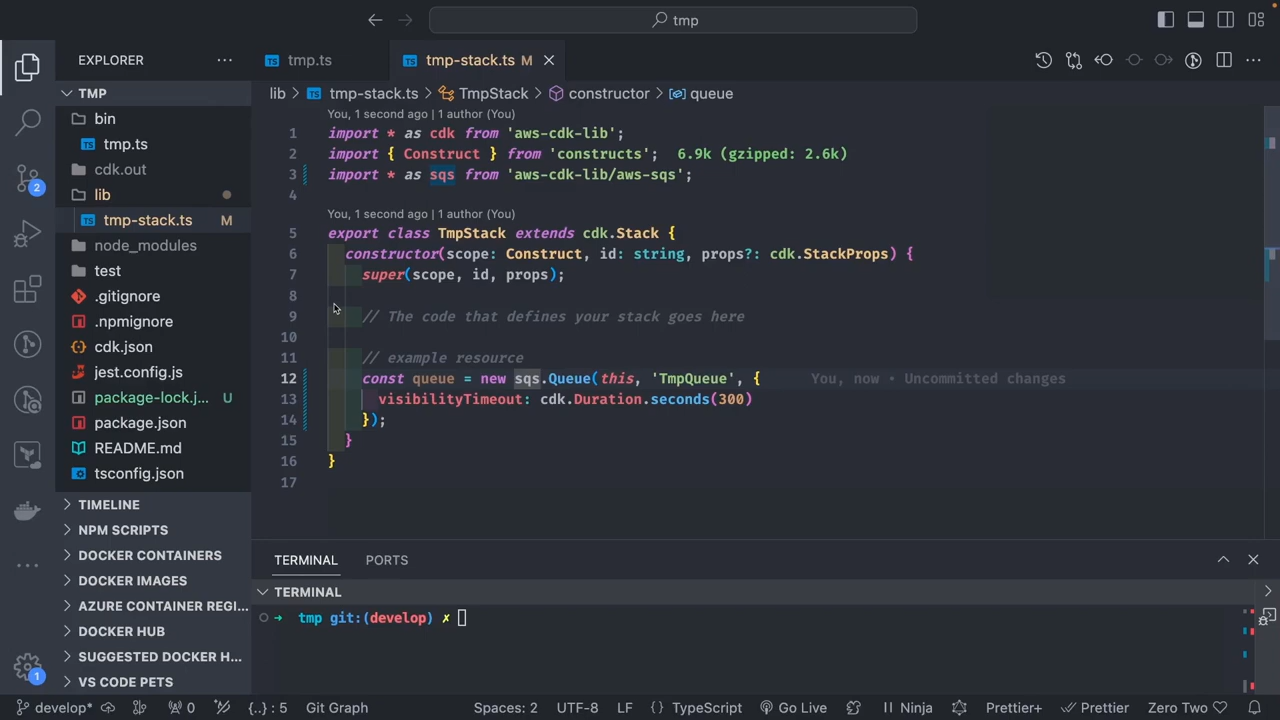 tmp
EXPLORER
TMP
bin
tmp.ts
cdk.out
lib
tmp-stack.ts M
node_modules
test
.gitignore
.npmignore
cdk.json
jest.config.js
package-lock.j... U
package.json
README.md
tsconfig.json
TIMELINE
NPM SCRIPTS
DOCKER CONTAINERS
DOCKER IMAGES
AZURE CONTAINER REGI...
DOCKER HUB
SUGGESTED DOCKER H...
VS CODE PETS
2
1
tmp.ts
tmp-stack.ts M
lib > tmp-stack.ts > TmpStack > constructor > queue
You, 1 second ago | 1 author (You)
1 import * as cdk from 'aws-cdk-lib';
2 import { Construct } from 'constructs'; 6.9k (gzipped: 2.6k)
3 import * as sqs from 'aws-cdk-lib/aws-sqs';
4
You, 1 second ago | 1 author (You)
5 export class TmpStack extends cdk.Stack {
6 constructor(scope: Construct, id: string, props?: cdk.StackProps) {
7 super(scope, id, props);
8
9 // The code that defines your stack goes here
10
11 // example resource
12 const queue = new sqs.Queue(this, 'TmpQueue', { You, now • Uncommitted changes
13 visibilityTimeout: cdk.Duration.seconds(300)
14 });
15 }
16 }
17
TERMINAL PORTS
TERMINAL
→ tmp git:(develop) ✗
develop* 0 {..} : 5 Git Graph Spaces: 2 UTF-8 LF {} TypeScript Go Live Ninja Prettier+ Prettier Zero Two